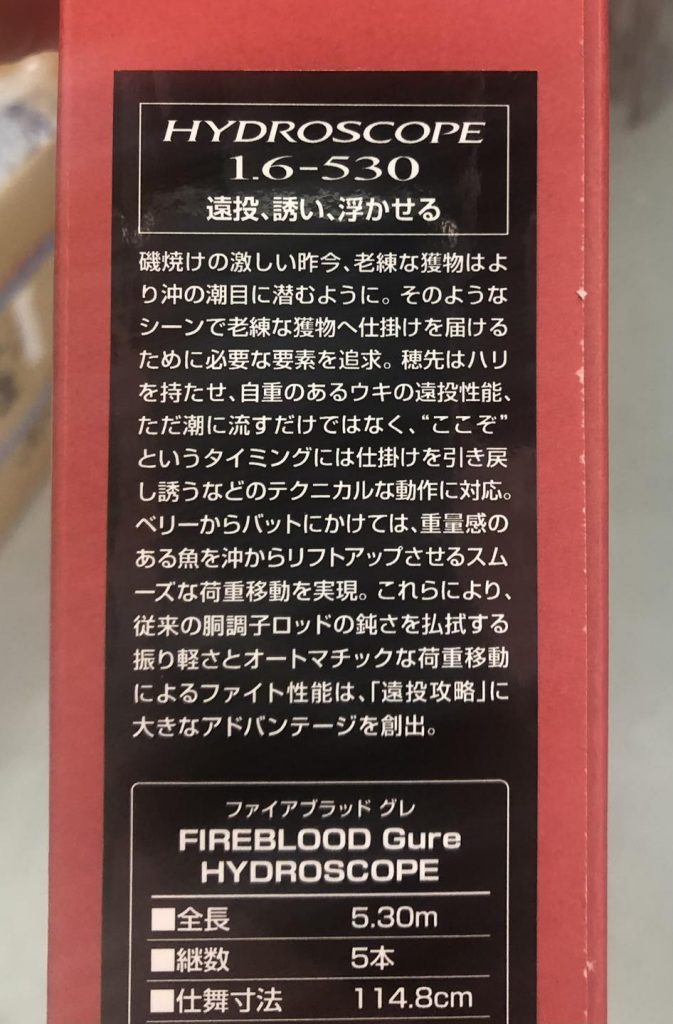 HYDROSCOPE
1.6-530
遠投、誘い、浮かせる
磯焼けの激しい昨今、老練な獲物はよ
り沖の潮目に潜むように。そのような
シーンで老練な獲物へ仕掛けを届ける
ために必要な要素を追求。穂先はハリ
を持たせ、自重のあるウキの遠投性能、
ただ潮に流すだけではなく、“ここぞ”
というタイミングには仕掛けを引き戻
し誘うなどのテクニカルな動作に対応。
ベリーからバットにかけては、重量感の
ある魚を沖からリフトアップさせるスム
ーズな荷重移動を実現。これらにより、
従来の胴調子ロッドの鈍さを払拭する
振り軽さとオートマチックな荷重移動
によるファイト性能は、「遠投攻略」に
大きなアドバンテージを創出。
ファイアブラッド グレ
FIREBLOOD Gure
HYDROSCOPE
■全長 5.30m
■継数 5本
■仕舞寸法 114.8cm